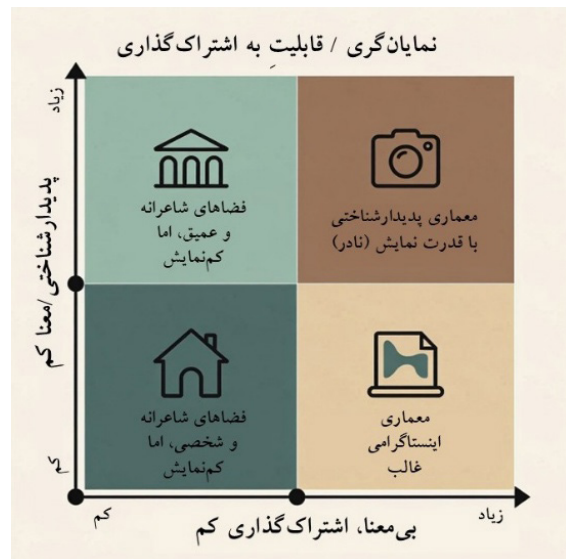 نمایان‌گری / قابلیتِ به اشتراک‌گذاری
زیاد
پدیدارشناختی/معنا کم
کم
فضاهای شاعرانه
و عمیق، اما
کم‌نمایش
معماری پدیدارشناختی
با قدرت نمایش (نادر)
فضاهای شاعرانه
و شخصی، اما
کم‌نمایش
معماری
اینستاگرامی
غالب
کم
زیاد
بی‌معنا، اشتراک‌گذاری کم